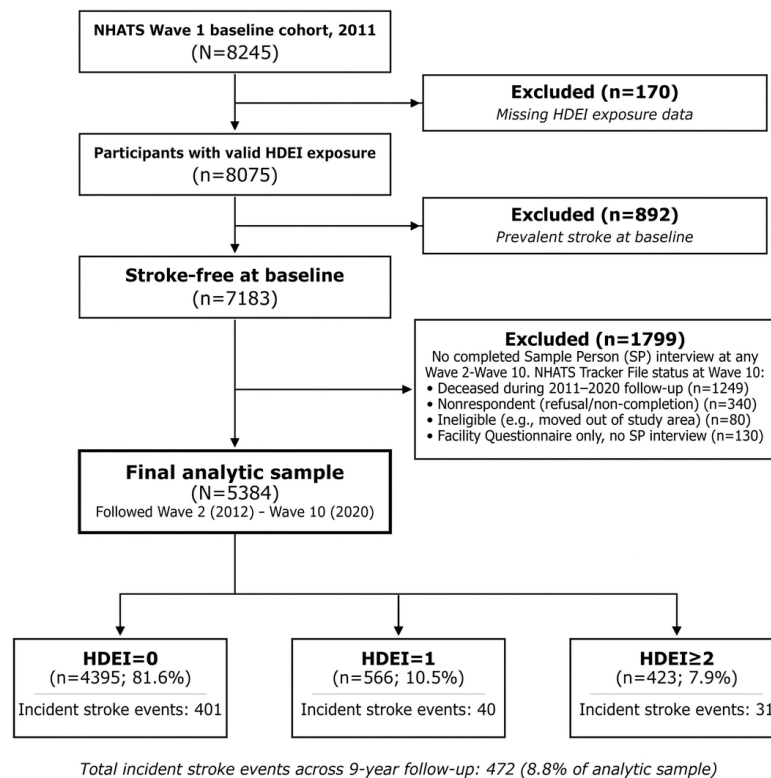 NHATS Wave 1 baseline cohort, 2011
(N=8245)
Excluded (n=170)
Missing HDEI exposure data
Participants with valid HDEI exposure
(n=8075)
Excluded (n=892)
Prevalent stroke at baseline
Stroke-free at baseline
(n=7183)
Excluded (n=1799)
No completed Sample Person (SP) interview at any
Wave 2-Wave 10. NHATS Tracker File status at Wave 10:
• Deceased during 2011–2020 follow-up (n=1249)
• Nonrespondent (refusal/non-completion) (n=340)
• Ineligible (e.g., moved out of study area) (n=80)
• Facility Questionnaire only, no SP interview (n=130)
Final analytic sample
(N=5384)
Followed Wave 2 (2012) – Wave 10 (2020)
HDEI=0
(n=4395; 81.6%)
Incident stroke events: 401
HDEI=1
(n=566; 10.5%)
Incident stroke events: 40
HDEI≥2
(n=423; 7.9%)
Incident stroke events: 31
Total incident stroke events across 9-year follow-up: 472 (8.8% of analytic sample)